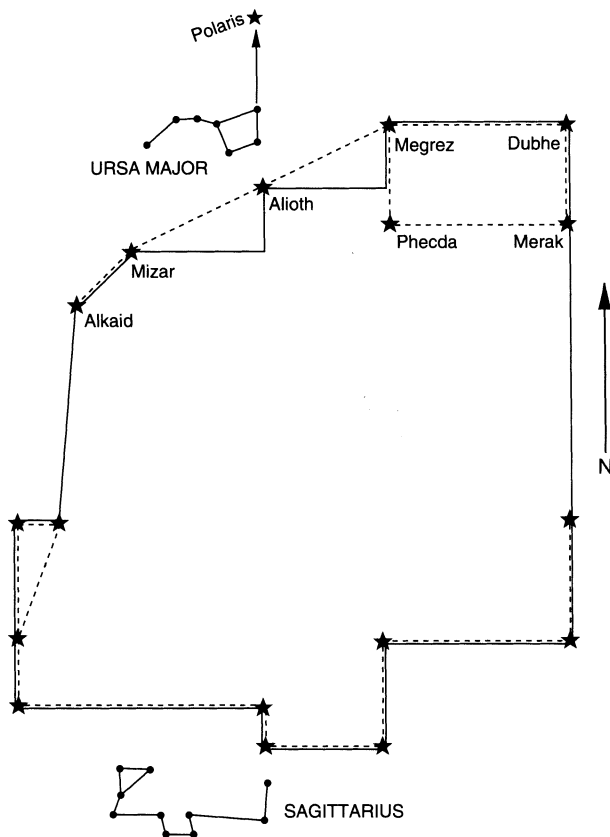 Polaris
URSA MAJOR
Megrez
Dubhe
Alioth
Phecda
Merak
Mizar
Alkaid
N
SAGITTARIUS